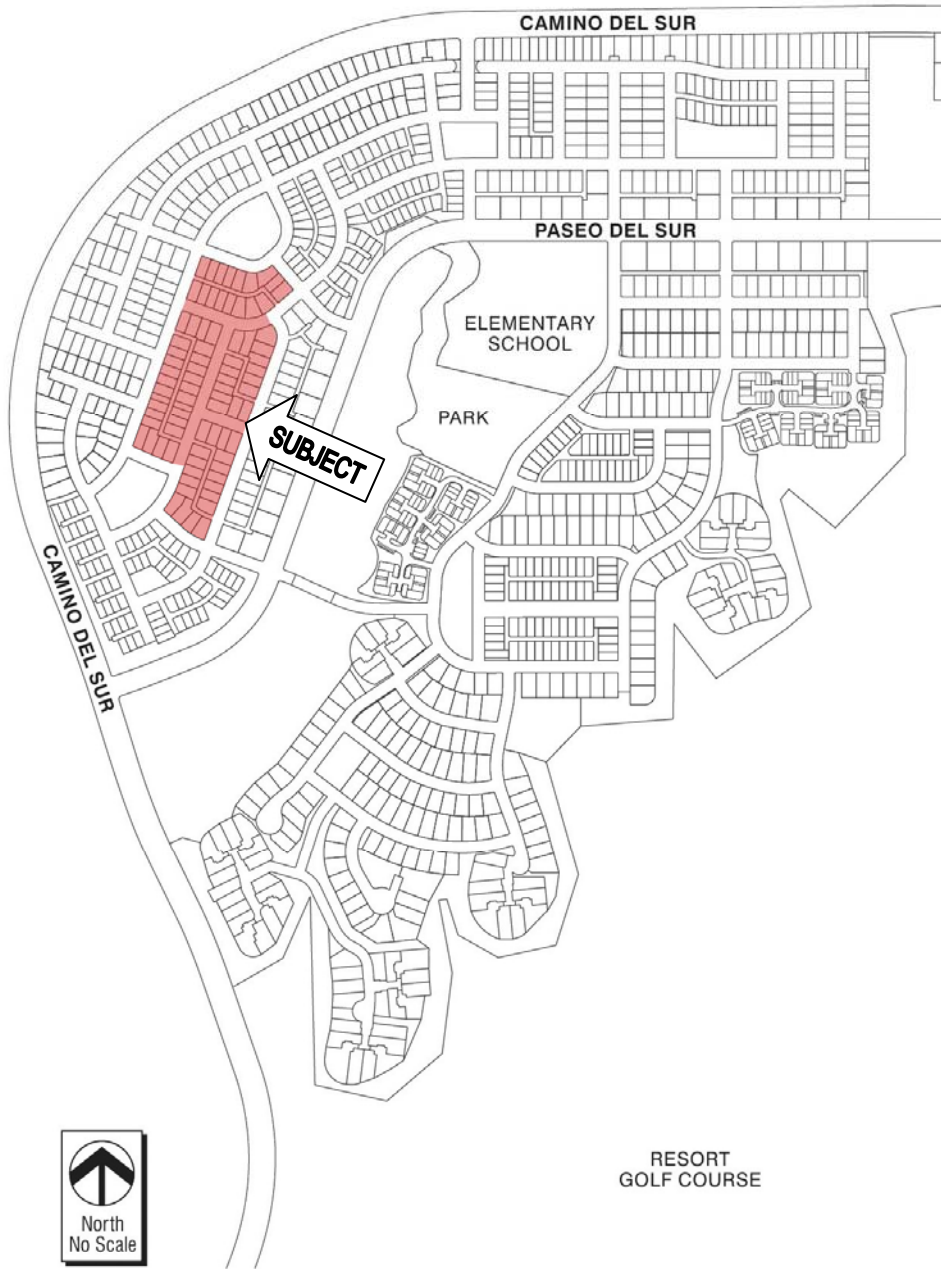 CAMINO DEL SUR
PASEO DEL SUR
ELEMENTARY
SCHOOL
PARK
SUBJECT
CAMINO DEL SUR
RESORT
GOLF COURSE
North
No Scale